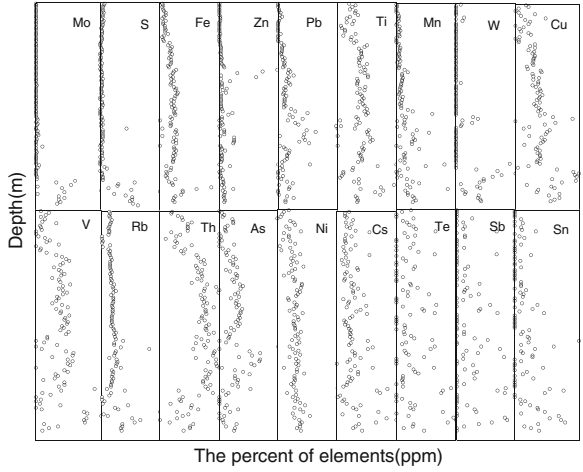 Mo S Fe Zn Pb Ti Mn W Cu
Depth(m)
V Rb Th As Ni Cs Te Sb Sn
The percent of elements(ppm)